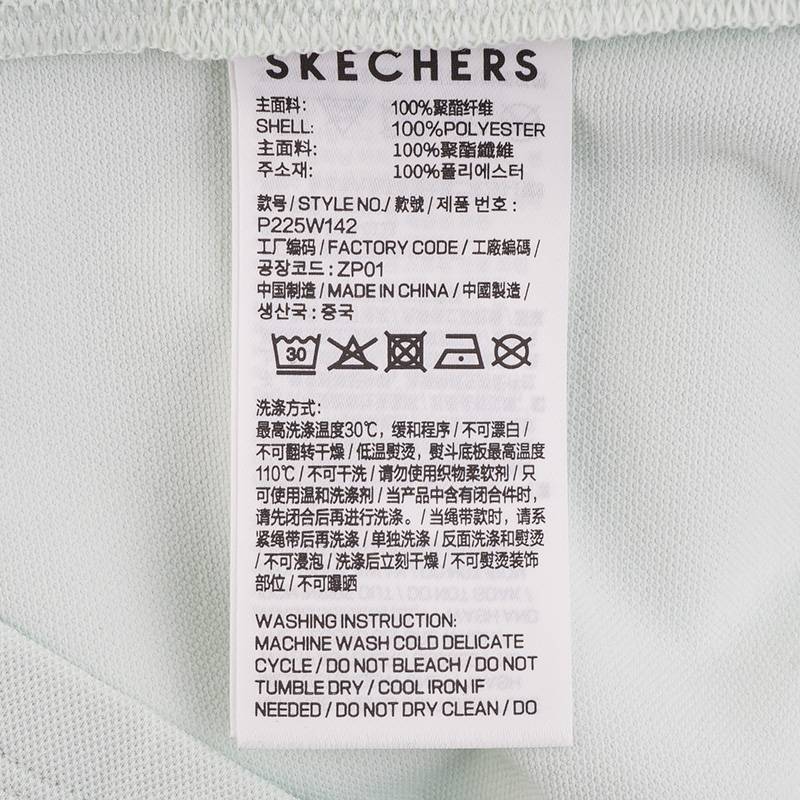 SKECHERS
主面料: 100%聚酯纤维
SHELL: 100%POLYESTER
主面料: 100%聚酯纖維
주소재: 100%폴리에스터
款号/STYLE NO./款號/제품 번호:
P225W142
工厂编码/FACTORY CODE/工廠編碼/
공장코드:ZP01
中国制造/MADE IN CHINA/中國製造/
생산국:중국
30
洗涤方式:
最高洗涤温度30℃，缓和程序/不可漂白/
不可翻转干燥/低温熨烫，熨斗底板最高温度
110℃/不可干洗/请勿使用织物柔软剂/只
可使用温和洗涤剂/当产品中含有闭合件时，
请先闭合后再进行洗涤。/当绳带款时，请系
紧绳带后再洗涤/单独洗涤/反面洗涤和熨烫
/不可浸泡/洗涤后立刻干燥/不可熨烫装饰
部位/不可曝晒
WASHING INSTRUCTION:
MACHINE WASH COLD DELICATE
CYCLE/DO NOT BLEACH/DO NOT
TUMBLE DRY/COOL IRON IF
NEEDED/DO NOT DRY CLEAN/DO